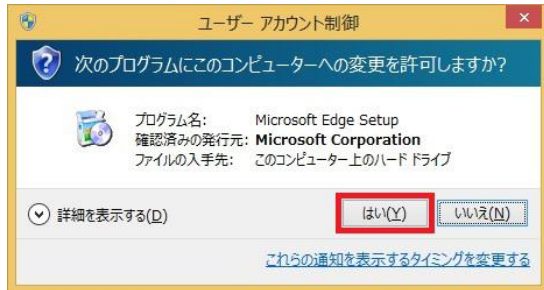 ユーザー アカウント制御
次のプログラムにこのコンピューターへの変更を許可しますか?
プログラム名: Microsoft Edge Setup
確認済みの発行元: Microsoft Corporation
ファイルの入手先: このコンピューター上のハード ドライブ
詳細を表示する(D) はい(Y) いいえ(N)
これらの通知を表示するタイミングを変更する